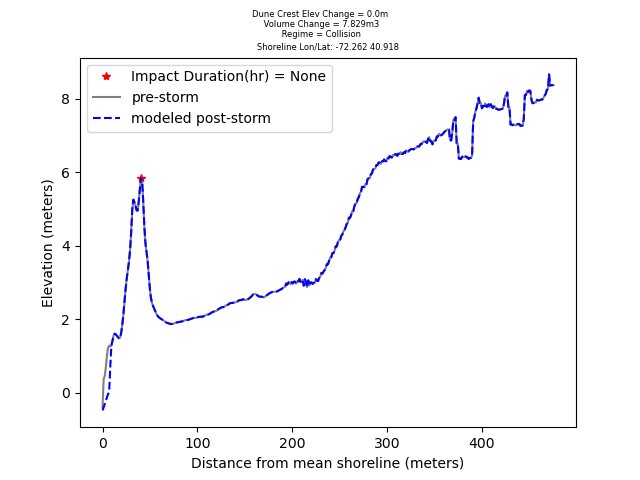 Dune Crest Elev Change = 0.0m
Volume Change = 7.829m3
Regime = Collision
Shoreline Lon/Lat: -72.262 40.918
Impact Duration(hr) = None
pre-storm
modeled post-storm
8
6
4
2
0
Elevation (meters)
0 100 200 300 400
Distance from mean shoreline (meters)